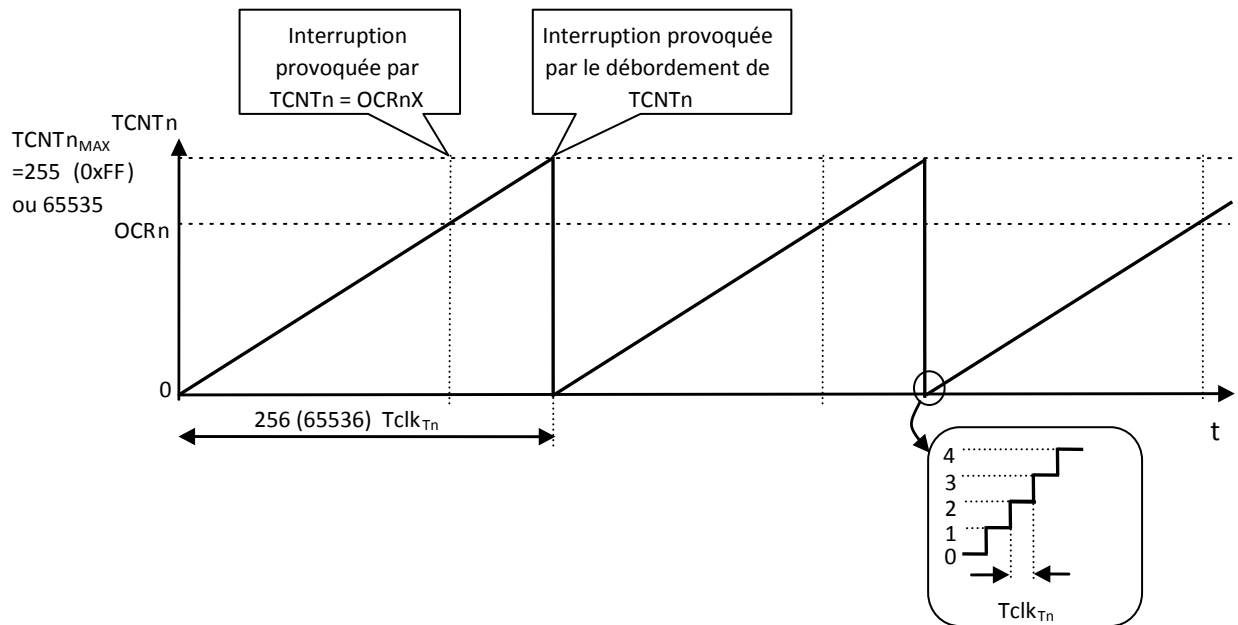 Interruption
provoquée par
TCNTn = OCRnX
Interruption provoquée
par le débordement de
TCNTn
TCNTn
TCNTnMAX
=255 (0xFF)
ou 65535
OCRn
0
256 (65536) TclkTn
t
4
3
2
1
0
TclkTn